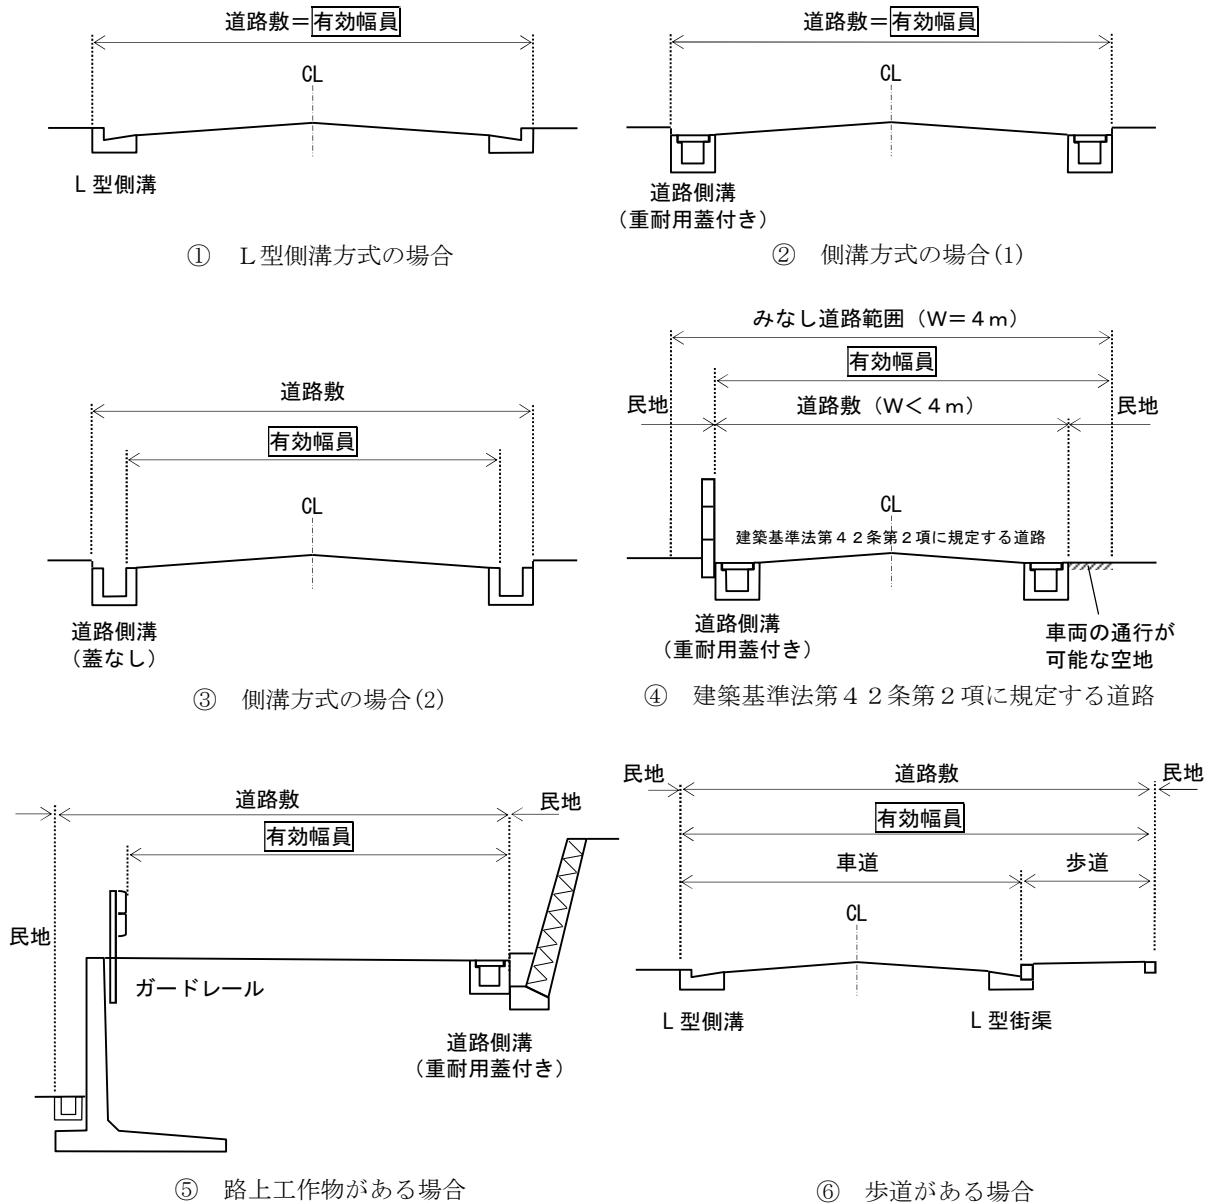 道路敷＝有効幅員
CL
L 型側溝
① L型側溝方式の場合
道路敷＝有効幅員
CL
道路側溝
（重耐用蓋付き）
② 側溝方式の場合(1)
道路敷
有効幅員
CL
道路側溝
（蓋なし）
③ 側溝方式の場合(2)
みなし道路範囲（W＝４ｍ）
有効幅員
民地 道路敷（W＜４ｍ） 民地
CL
建築基準法第４２条第２項に規定する道路
道路側溝
（重耐用蓋付き）
車両の通行が
可能な空地
④ 建築基準法第４２条第２項に規定する道路
道路敷 民地
有効幅員
民地
ガードレール
道路側溝
（重耐用蓋付き）
⑤ 路上工作物がある場合
民地 道路敷 民地
有効幅員
車道 歩道
CL
L 型側溝 L 型街渠
⑥ 歩道がある場合